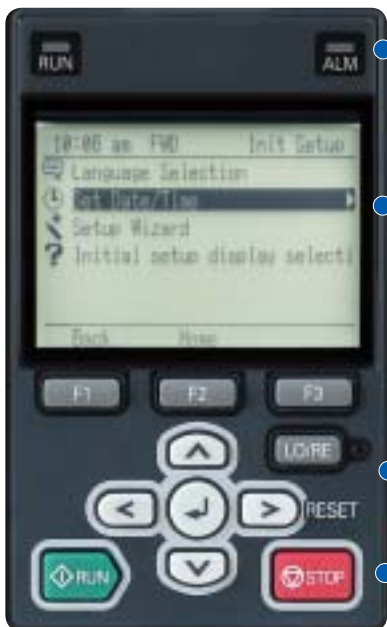 RUN
ALM
10:06 am FWD Init Setup
Language Selection
Set Date/Time
Setup Wizard
? Initial setup display selecti
Back Home
F1 F2 F3
LO/RE
RESET
RUN
STOP